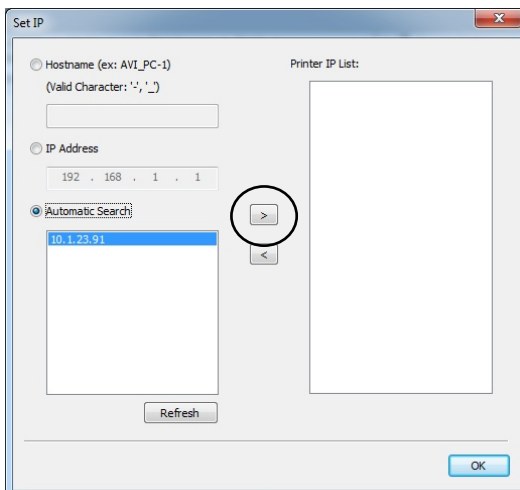 Set IP
Hostname (ex: AVI_PC-1)
(Valid Character: '-', '_')
IP Address
192 . 168 . 1 . 1
Automatic Search
10.1.23.91
Refresh
>
<
Printer IP List:
OK